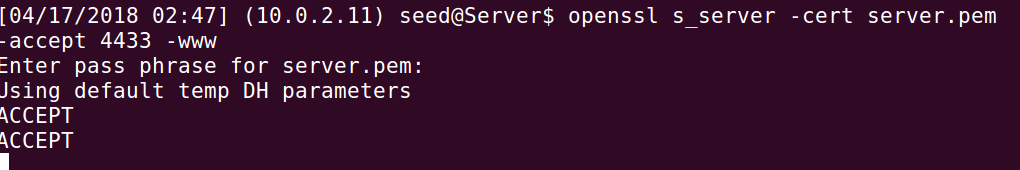 [04/17/2018 02:47] (10.0.2.11) seed@Server$ openssl s_server -cert server.pem
-accept 4433 -www
Enter pass phrase for server.pem:
Using default temp DH parameters
ACCEPT
ACCEPT